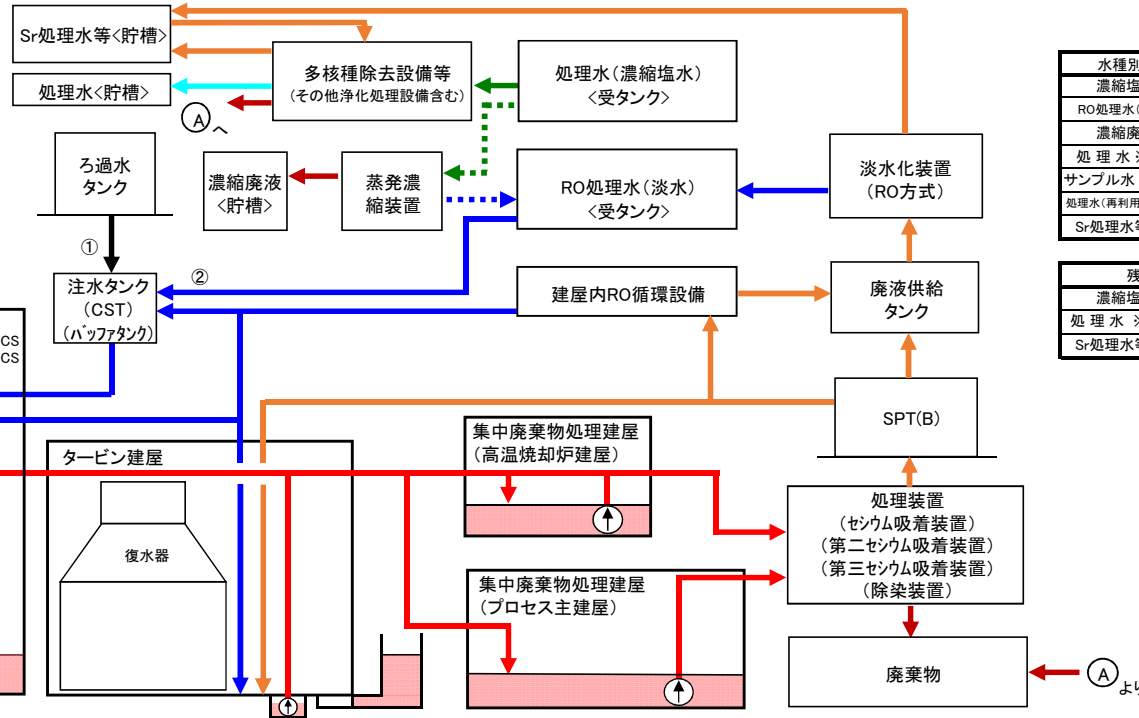 Sr処理水等<貯槽>
処理水<貯槽>
多核種除去設備等
(その他浄化処理設備含む)
処理水(濃縮塩水)
<受タンク>
A
へ
ろ過水
タンク
濃縮廃液
<貯槽>
蒸発濃
縮装置
RO処理水(淡水)
<受タンク>
淡水化装置
(RO方式)
①
②
注水タンク
(CST)
(バッファタンク)
建屋内RO循環設備
廃液供給
タンク
CS
CS
SPT(B)
タービン建屋
復水器
集中廃棄物処理建屋
(高温焼却炉建屋)
集中廃棄物処理建屋
(プロセス主建屋)
処理装置
(セシウム吸着装置)
(第二セシウム吸着装置)
(第三セシウム吸着装置)
(除染装置)
廃棄物
A
よ
水種別
濃縮塩
RO処理水(
濃縮廃
処 理 水
サンプル水
処理水(再利用
Sr処理水等
残
濃縮塩
処 理 水 ※
Sr処理水等